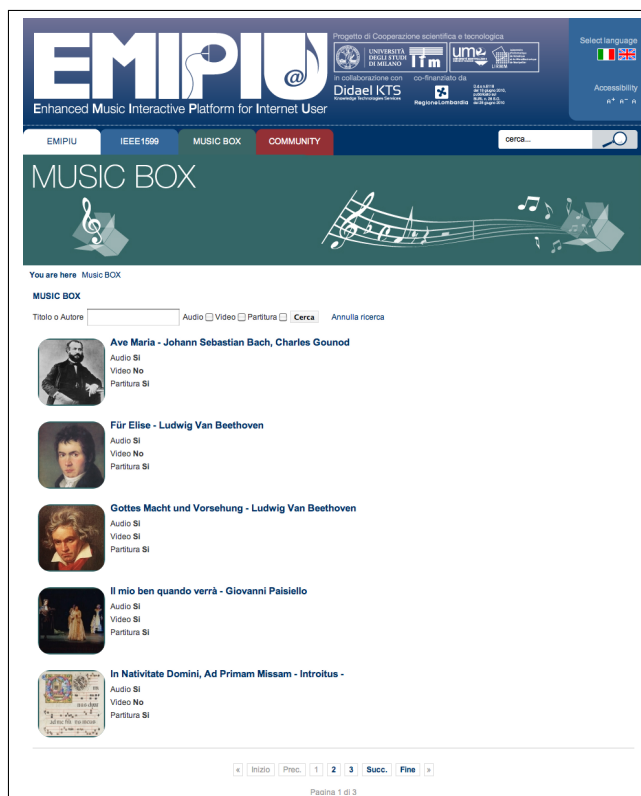 Progetto di Cooperazione scientifica e tecnologica
Select language
EMIPIU @
UNIVERSITÀ
DEGLI STUDI
DI MILANO
lfm
LIRMM
in collaborazione con
co-finanziato da
Didael KTS
Knowledge Technologies Services
RegioneLombardia
Accessibility
A+ A- A
Enhanced Music Interactive Platform for Internet User
EMIPIU
IEEE1599
MUSIC BOX
COMMUNITY
cerca...
MUSIC BOX
You are here Music BOX
MUSIC BOX
Titolo o Autore Audio Video Partitura Cerca Annulla ricerca
Ave Maria - Johann Sebastian Bach, Charles Gounod
Audio Si
Video No
Partitura Si
Für Elise - Ludwig Van Beethoven
Audio Si
Video No
Partitura Si
Gottes Macht und Vorsehung - Ludwig Van Beethoven
Audio Si
Video Si
Partitura Si
Il mio ben quando verrà - Giovanni Paisiello
Audio Si
Video Si
Partitura Si
In Nativitate Domini, Ad Primam Missam - Introitus -
Audio Si
Video No
Partitura Si
« Inizio Prec. 1 2 3 Succ. Fine »
Pagina 1 di 3